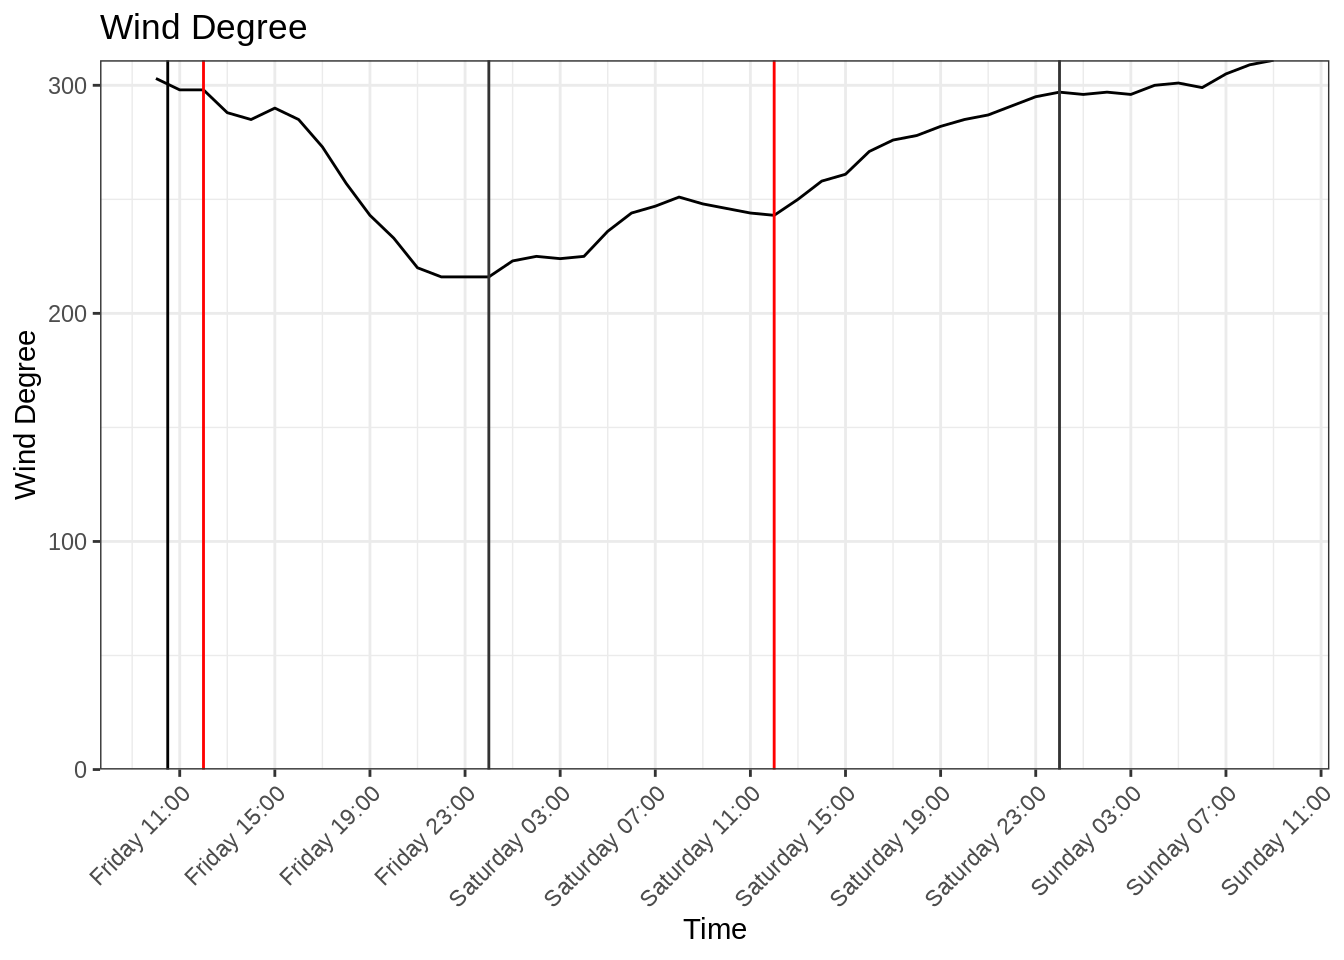 Wind Degree
Wind Degree
300
200
100
0
Friday 11:00
Friday 15:00
Friday 19:00
Friday 23:00
Saturday 03:00
Saturday 07:00
Saturday 11:00
Saturday 15:00
Saturday 19:00
Saturday 23:00
Sunday 03:00
Sunday 07:00
Sunday 11:00
Time